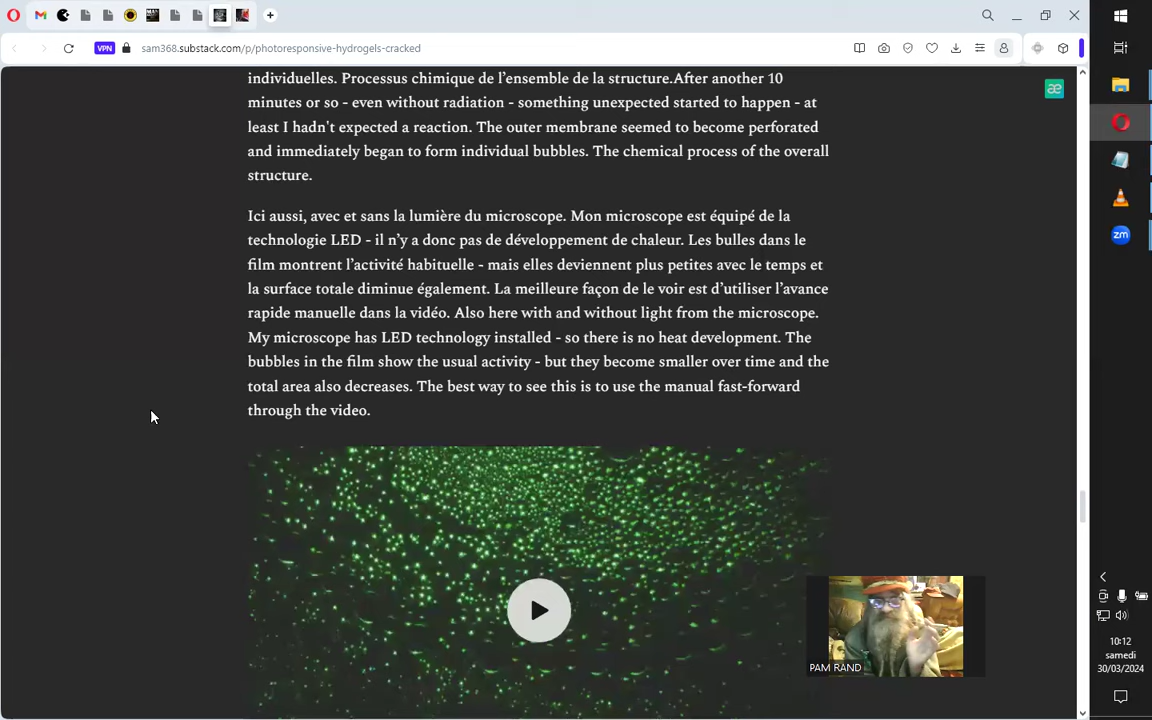 VPN
sam368.substack.com/p/photoresponsive-hydrogels-cracked
individuelles. Processus chimique de l'ensemble de la structure.After another 10
minutes or so - even without radiation - something unexpected started to happen - at
least I hadn't expected a reaction. The outer membrane seemed to become perforated
and immediately began to form individual bubbles. The chemical process of the overall
structure.
Ici aussi, avec et sans la lumière du microscope. Mon microscope est équipé de la
technologie LED - il n'y a donc pas de développement de chaleur. Les bulles dans le
film montrent l'activité habituelle - mais elles deviennent plus petites avec le temps et
la surface totale diminue également. La meilleure façon de le voir est d'utiliser l'avance
rapide manuelle dans la vidéo. Also here with and without light from the microscope.
My microscope has LED technology installed - so there is no heat development. The
bubbles in the film show the usual activity - but they become smaller over time and the
total area also decreases. The best way to see this is to use the manual fast-forward
through the video.
æ
zm
PAM RAND
10:12
samedi
30/03/2024